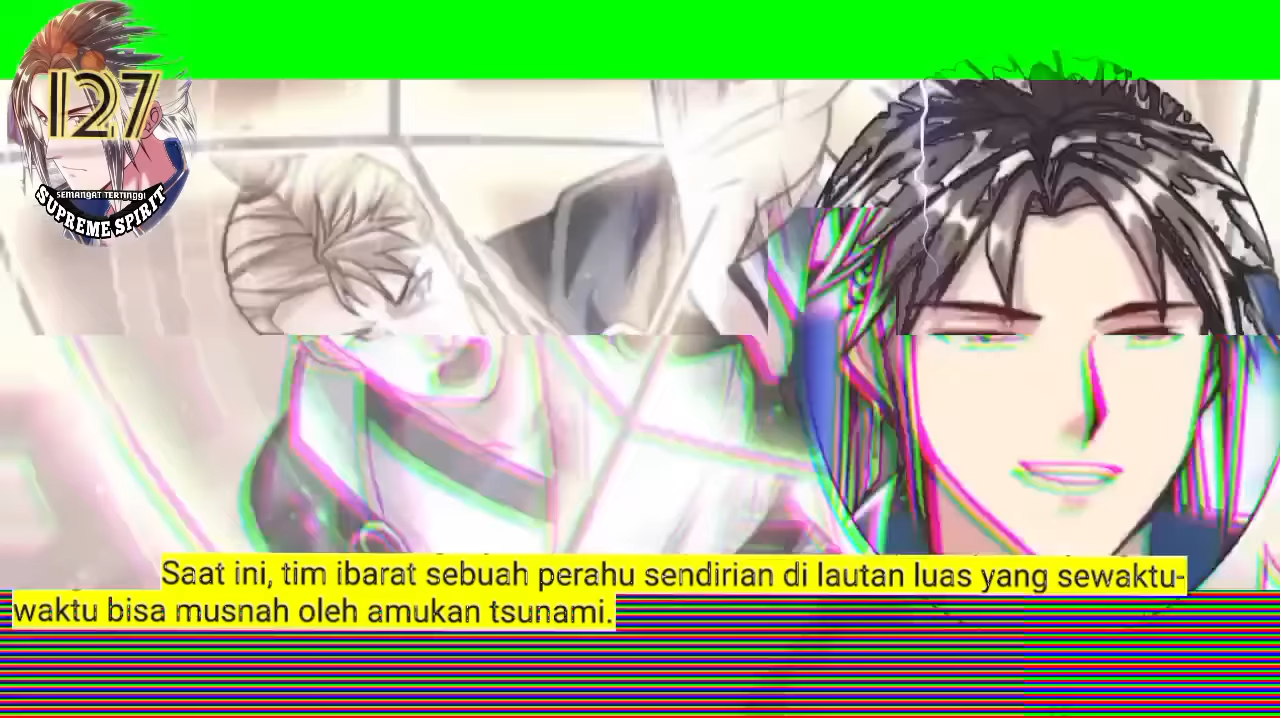 127
SEMANGAT TERTINGGI
SUPREME SPIRIT
Saat ini, tim ibarat sebuah perahu sendirian di lautan luas yang sewaktu-
waktu bisa musnah oleh amukan tsunami.